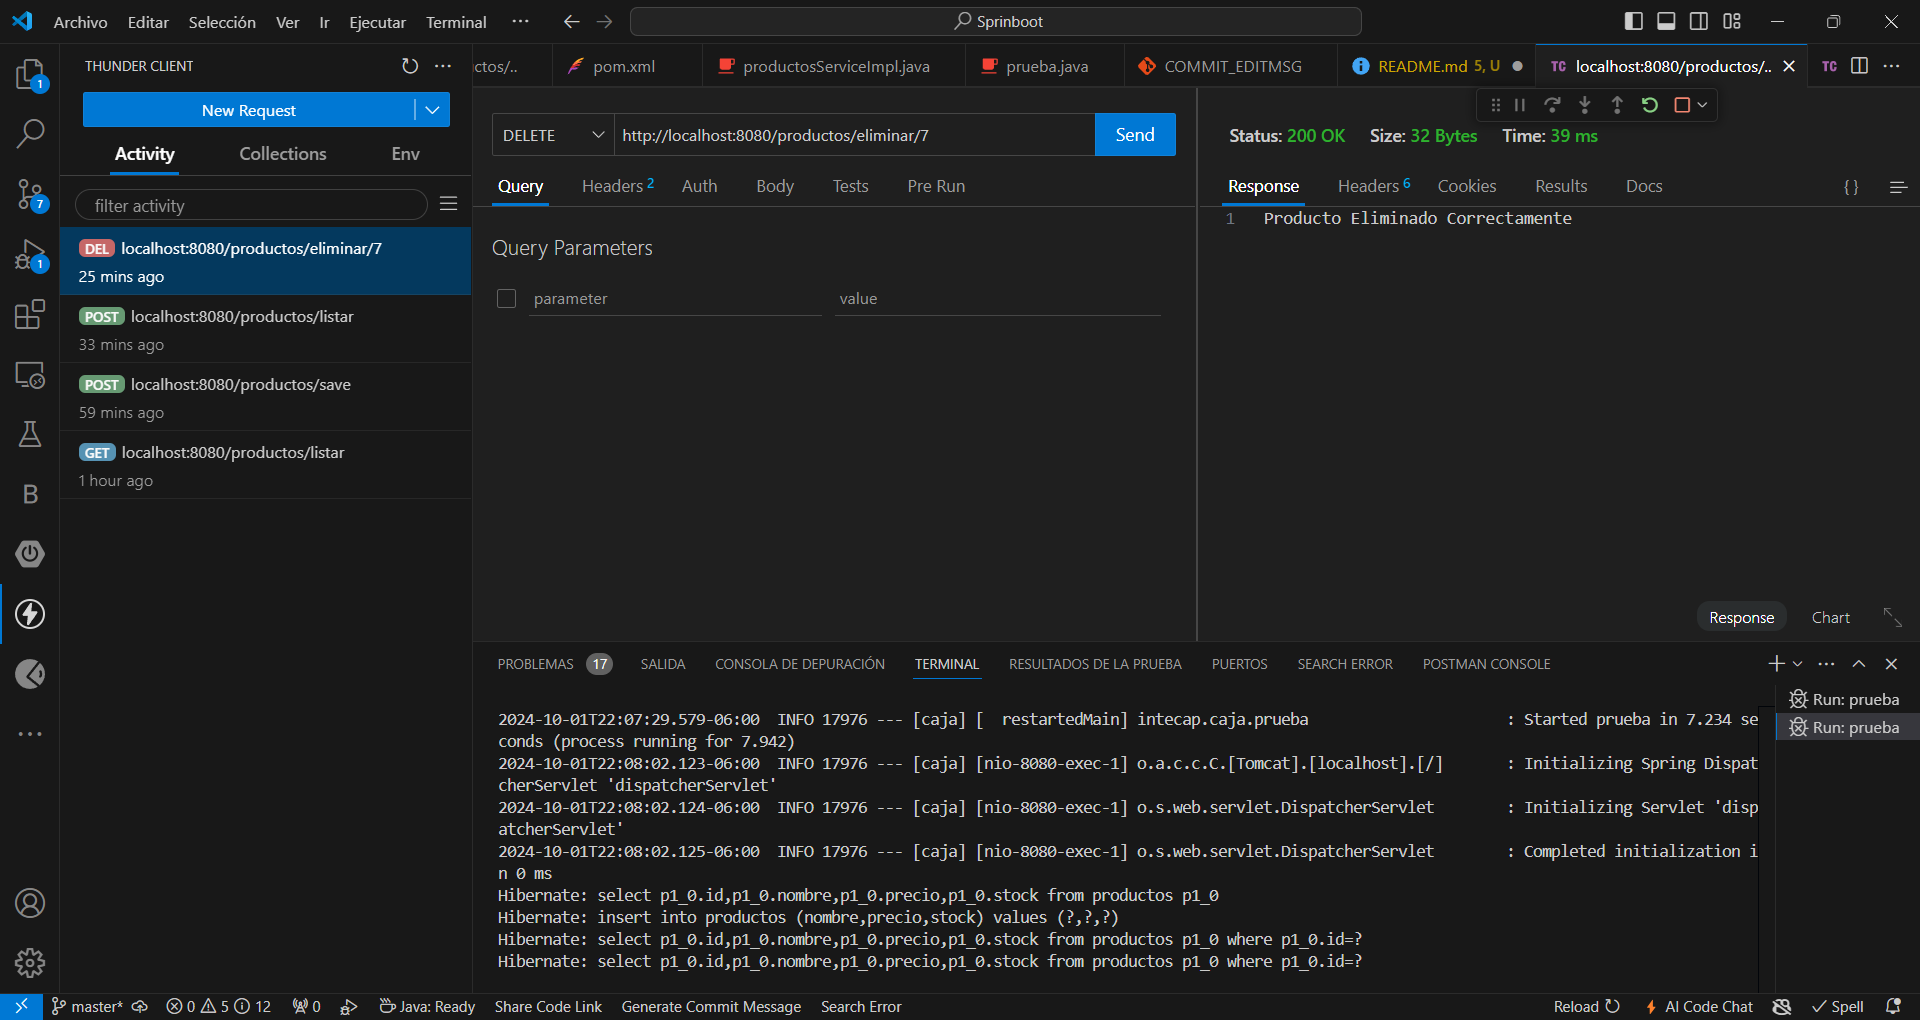 Archivo Editar Selección Ver Ir Ejecutar Terminal ··· Sprinboot
THUNDER CLIENT ···
New Request
Activity Collections Env
filter activity
DEL localhost:8080/productos/eliminar/7
25 mins ago
POST localhost:8080/productos/listar
33 mins ago
POST localhost:8080/productos/save
59 mins ago
GET localhost:8080/productos/listar
1 hour ago
1
7
1
B
ctos/.. pom.xml productosServiceImpl.java prueba.java COMMIT_EDITMSG README.md 5, U TC localhost:8080/productos/.. TC ···
DELETE http://localhost:8080/productos/eliminar/7 Send
Query Headers 2 Auth Body Tests Pre Run
Query Parameters
parameter value
Status: 200 OK Size: 32 Bytes Time: 39 ms
Response Headers 6 Cookies Results Docs { }
1 Producto Eliminado Correctamente
Response Chart
PROBLEMAS 17 SALIDA CONSOLA DE DEPURACIÓN TERMINAL RESULTADOS DE LA PRUEBA PUERTOS SEARCH ERROR POSTMAN CONSOLE
2024-10-01T22:07:29.579-06:00 INFO 17976 --- [caja] [ restartedMain] intecap.caja.prueba : Started prueba in 7.234 se
conds (process running for 7.942)
2024-10-01T22:08:02.123-06:00 INFO 17976 --- [caja] [nio-8080-exec-1] o.a.c.c.C.[Tomcat].[localhost].[/] : Initializing Spring Dispat
cherServlet 'dispatcherServlet'
2024-10-01T22:08:02.124-06:00 INFO 17976 --- [caja] [nio-8080-exec-1] o.s.web.servlet.DispatcherServlet : Initializing Servlet 'disp
atcherServlet'
2024-10-01T22:08:02.125-06:00 INFO 17976 --- [caja] [nio-8080-exec-1] o.s.web.servlet.DispatcherServlet : Completed initialization i
n 0 ms
Hibernate: select p1_0.id,p1_0.nombre,p1_0.precio,p1_0.stock from productos p1_0
Hibernate: insert into productos (nombre,precio,stock) values (?,?,?)
Hibernate: select p1_0.id,p1_0.nombre,p1_0.precio,p1_0.stock from productos p1_0 where p1_0.id=?
Hibernate: select p1_0.id,p1_0.nombre,p1_0.precio,p1_0.stock from productos p1_0 where p1_0.id=?
Run: prueba
Run: prueba
master* 0 5 12 0 Java: Ready Share Code Link Generate Commit Message Search Error Reload AI Code Chat Spell